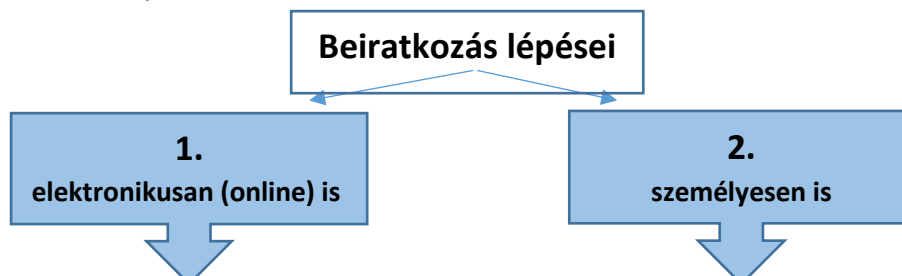 Beiratkozás lépései
1.
elektronikusan (online) is
2.
személyesen is